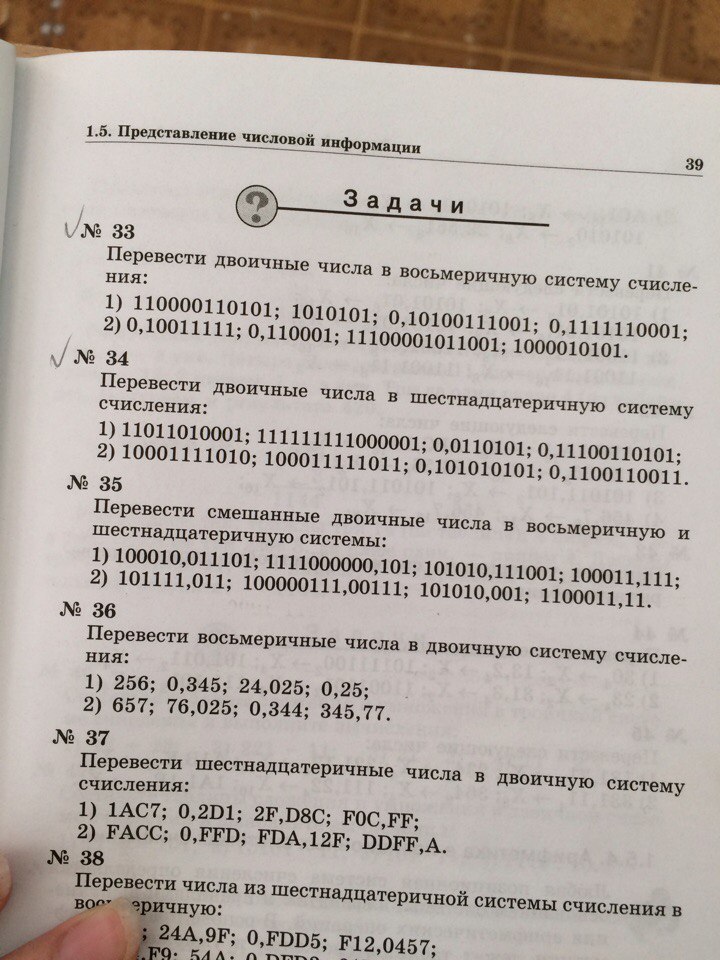 1.5. Представление числовой информации
39
?
Задачи
№ 33
Перевести двоичные числа в восьмеричную систему счисле-
ния:
1) 110000110101; 1010101; 0,10100111001; 0,1111110001;
2) 0,10011111; 0,110001; 11100001011001; 1000010101.
№ 34
Перевести двоичные числа в шестнадцатеричную систему
счисления:
1) 11011010001; 111111111000001; 0,0110101; 0,11100110101;
2) 10001111010; 100011111011; 0,101010101; 0,1100110011.
№ 35
Перевести смешанные двоичные числа в восьмеричную и
шестнадцатеричную системы:
1) 100010,011101; 1111000000,101; 101010,111001; 100011,111;
2) 101111,011; 100000111,00111; 101010,001; 1100011,11.
№ 36
Перевести восьмеричные числа в двоичную систему счисле-
ния:
1) 256; 0,345; 24,025; 0,25;
2) 657; 76,025; 0,344; 345,77.
№ 37
Перевести шестнадцатеричные числа в двоичную систему
счисления:
1) 1AC7; 0,2D1; 2F,D8C; F0C,FF;
2) FACC; 0,FFD; FDA,12F; DDFF,A.
№ 38
Перевести числа из шестнадцатеричной системы счисления в
восьмеричную:
; 24A,9F; 0,FDD5; F12,0457;
F9; 54A;